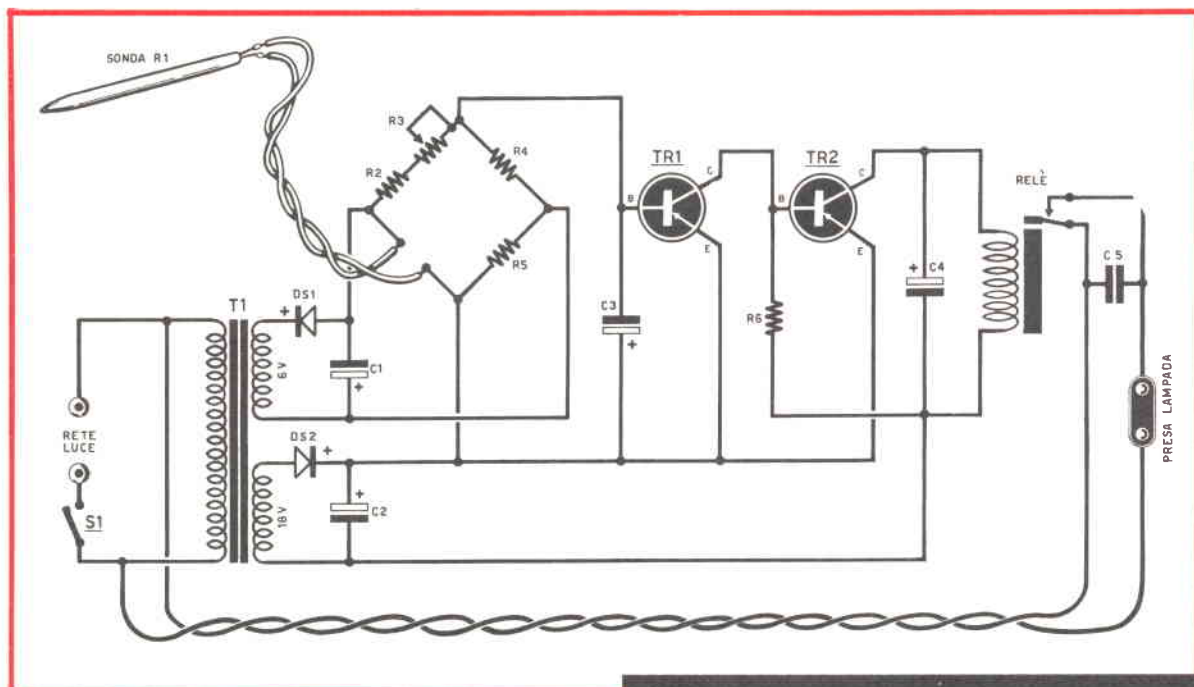 SONDA R1
R3
R2
R4
R5
TR1
B
C
E
TR2
B
C
E
RELÈ
C4
+
C5
C3
+
R6
T1
DS1
+
6V
C1
+
DS2
+
18V
C2
+
RETE
LUCE
S1
PRESA LAMPADA